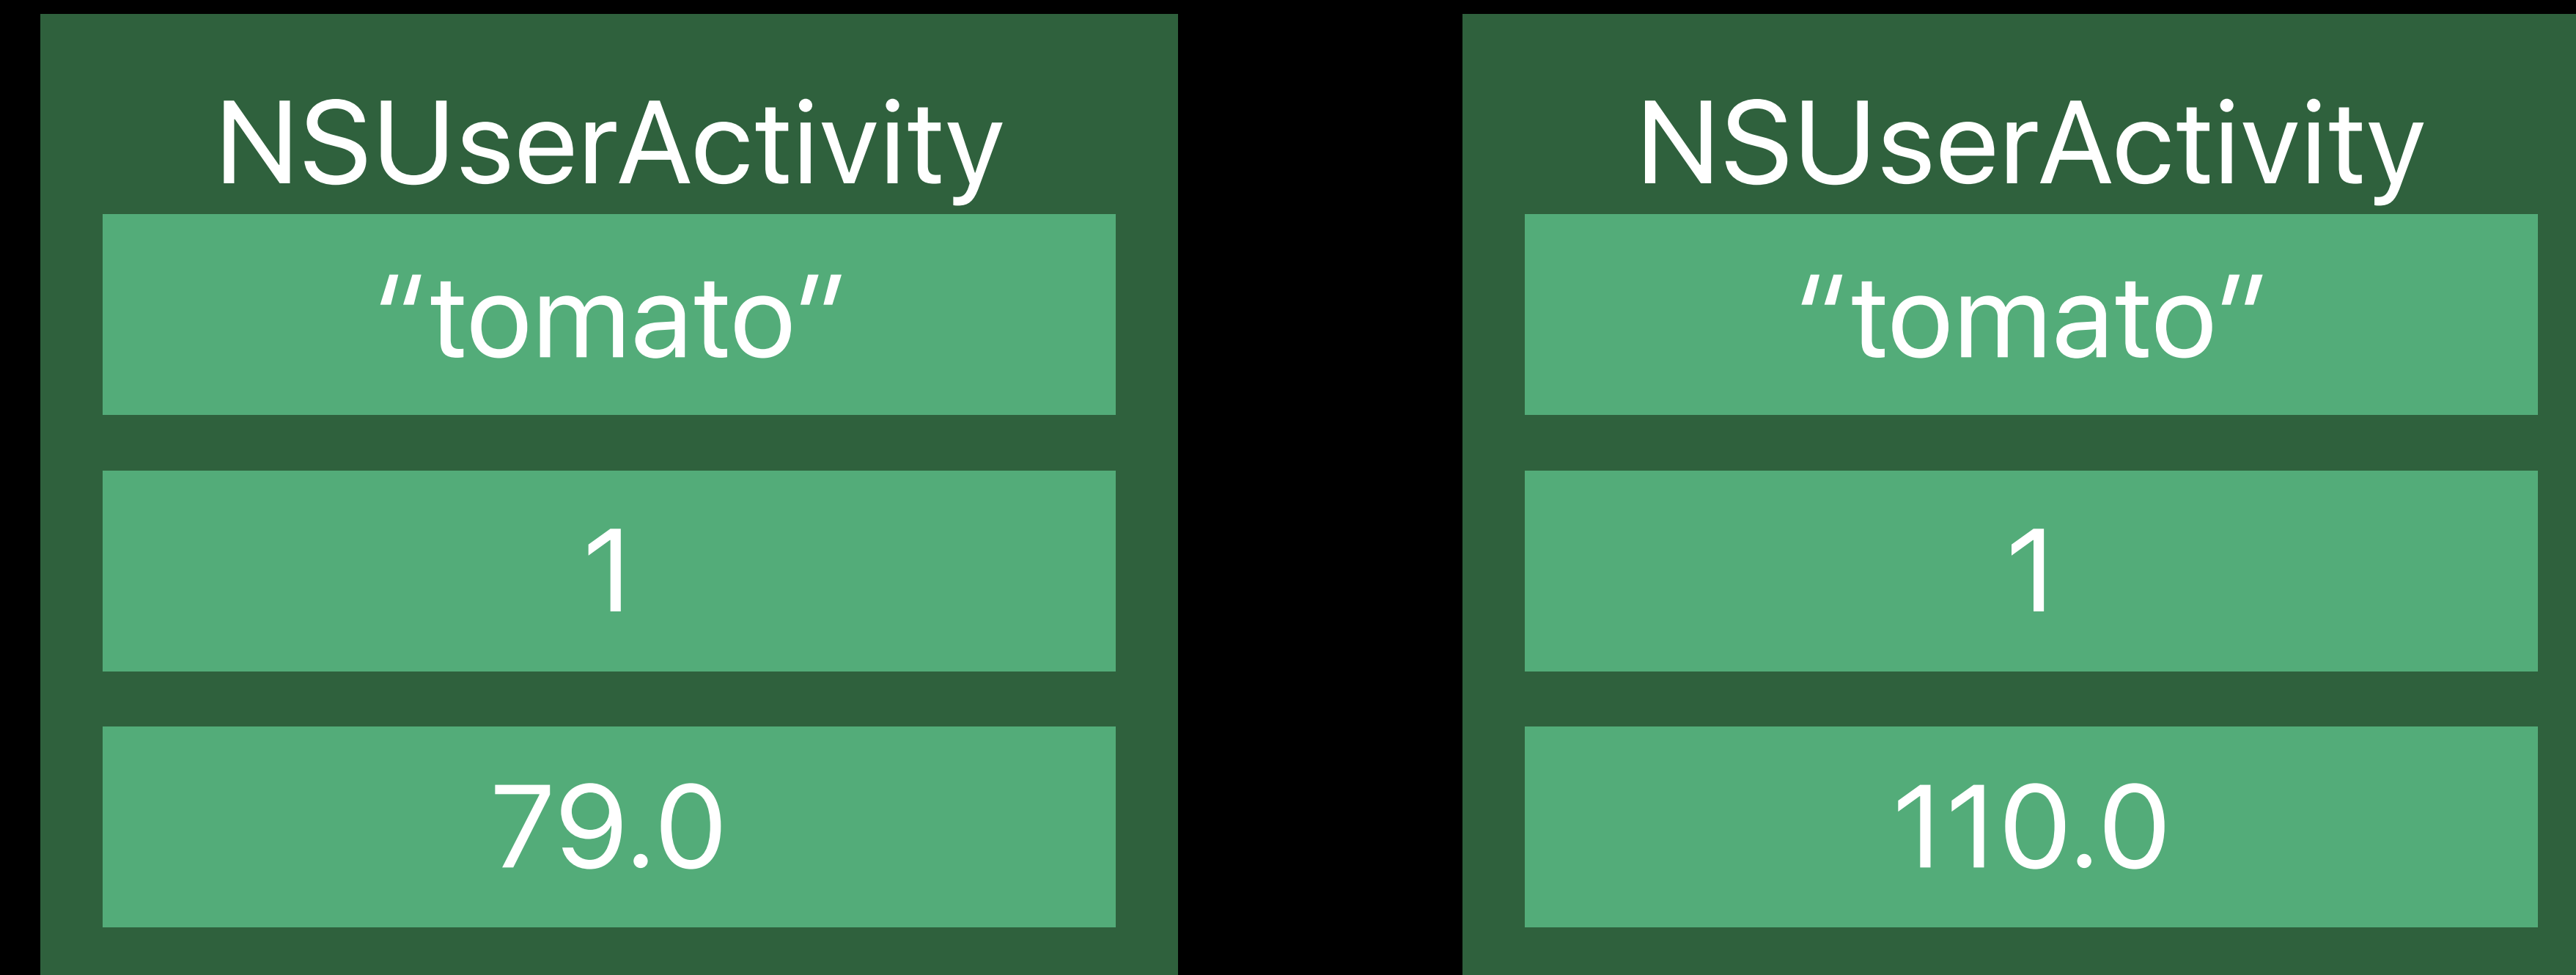 NSUserActivity
“tomato”
1
79.0
NSUserActivity
“tomato”
1
110.0